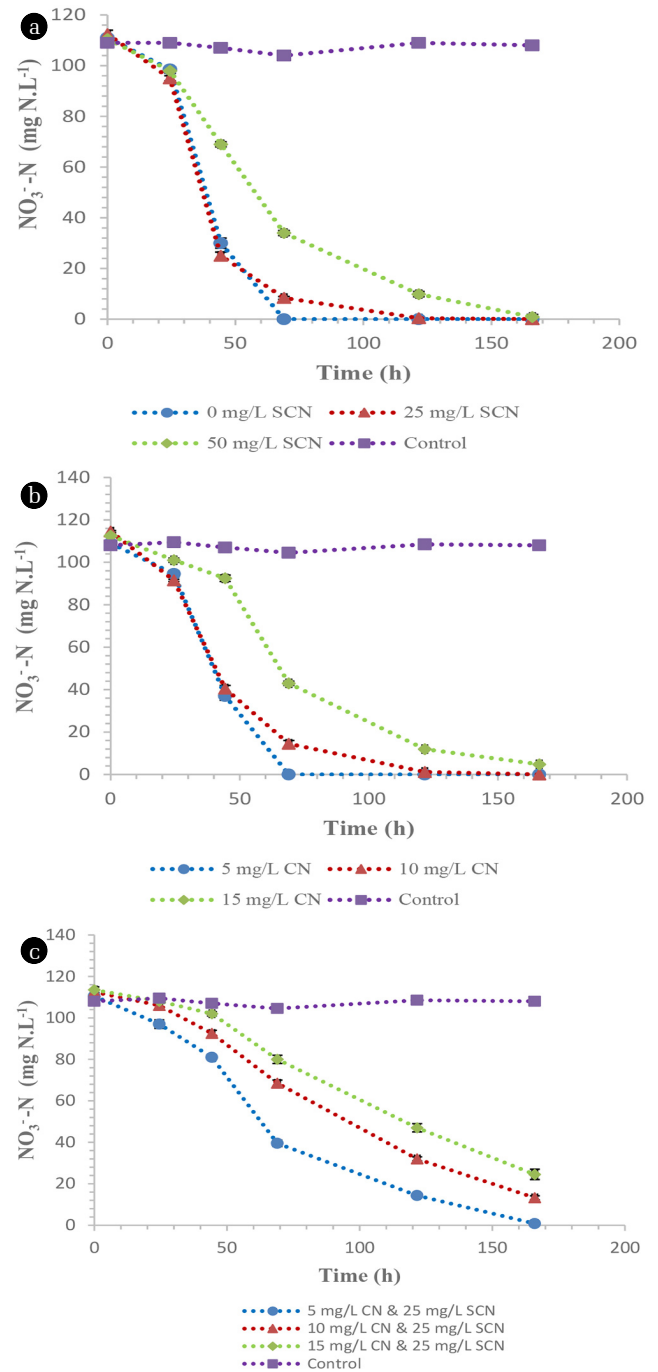 a
NO₃⁻-N (mg N.L⁻¹)
120
100
80
60
40
20
0
0 50 100 150 200
Time (h)
0 mg/L SCN 25 mg/L SCN
50 mg/L SCN Control
b
NO₃⁻-N (mg N.L⁻¹)
140
120
100
80
60
40
20
0
0 50 100 150 200
Time (h)
5 mg/L CN 10 mg/L CN
15 mg/L CN Control
c
NO₃⁻-N (mg N.L⁻¹)
140
120
100
80
60
40
20
0
0 50 100 150 200
Time (h)
5 mg/L CN & 25 mg/L SCN
10 mg/L CN & 25 mg/L SCN
15 mg/L CN & 25 mg/L SCN
Control